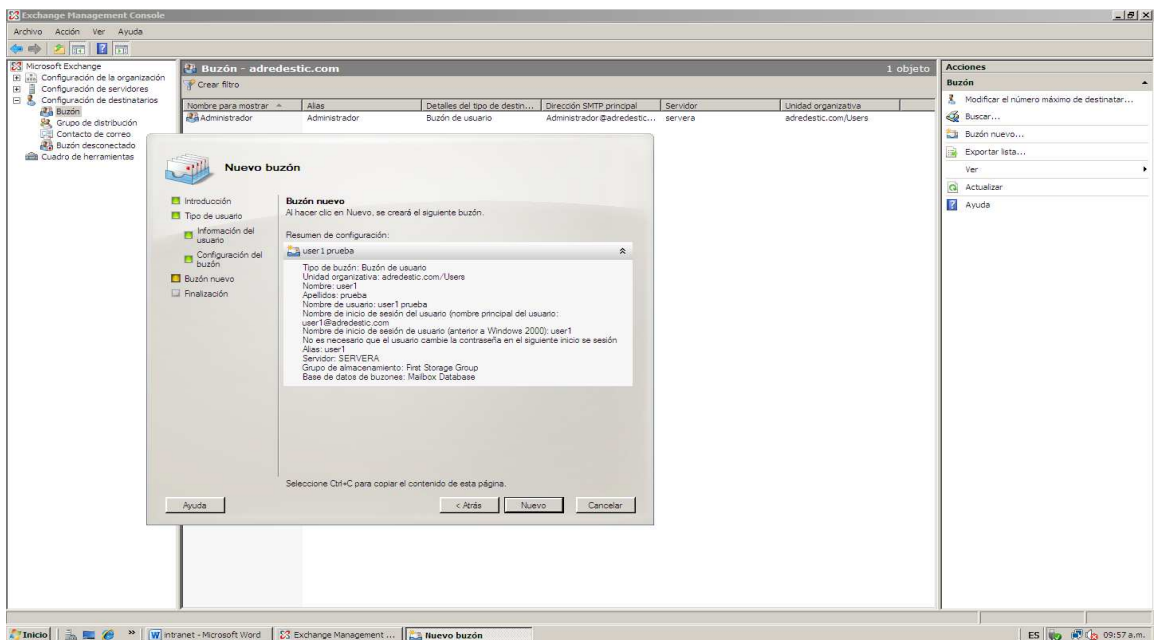 Exchange Management Console
Archivo Acción Ver Ayuda
Microsoft Exchange
Configuración de la organización
Configuración de servidores
Configuración de destinatarios
Buzón
Grupo de distribución
Contacto de correo
Buzón desconectado
Cuadro de herramientas
Buzón - adredestic.com 1 objeto
Crear filtro
Nombre para mostrar Alias Detalles del tipo de destin... Dirección SMTP principal Servidor Unidad organizativa
Administrador Administrador Buzón de usuario Administrador@adredestic... servera adredestic.com/Users
Acciones
Buzón
Modificar el número máximo de destinatar...
Buscar...
Buzón nuevo...
Exportar lista...
Ver
Actualizar
Ayuda
Nuevo buzón
Introducción
Tipo de usuario
Información del
usuario
Configuración del
buzón
Buzón nuevo
Finalización
Buzón nuevo
Al hacer clic en Nuevo, se creará el siguiente buzón.
Resumen de configuración:
user1 prueba
Tipo de buzón: Buzón de usuario
Unidad organizativa: adredestic.com/Users
Nombre: user1
Apellidos: prueba
Nombre de usuario: user1 prueba
Nombre de inicio de sesión del usuario (nombre principal del usuario:
user1@adredestic.com
Nombre de inicio de sesión de usuario (anterior a Windows 2000): user1
No es necesario que el usuario cambie la contraseña en el siguiente inicio se sesión
Alias: user1
Servidor: SERVERA
Grupo de almacenamiento: First Storage Group
Base de datos de buzones: Mailbox Database
Seleccione Ctrl+C para copiar el contenido de esta página.
Ayuda < Atrás Nuevo Cancelar
Inicio » intranet - Microsoft Word Exchange Management ... Nuevo buzón ES 09:57 a.m.